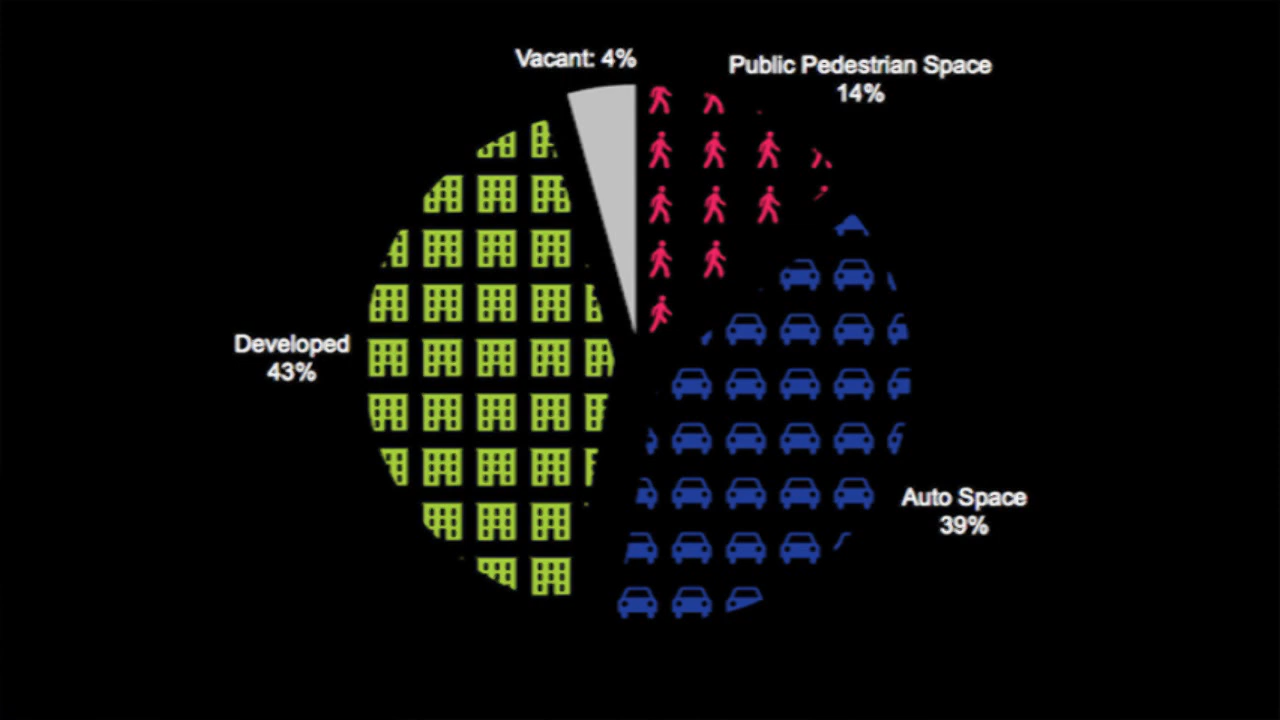 Vacant: 4%
Public Pedestrian Space
14%
Developed
43%
Auto Space
39%